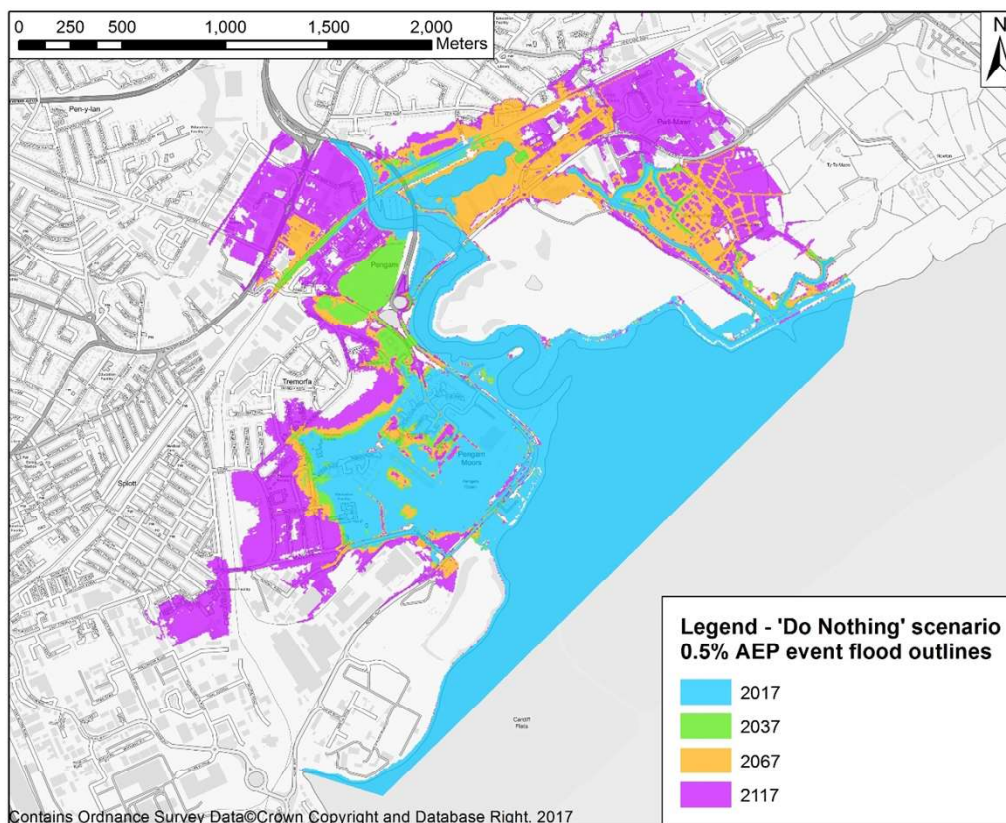 0 250 500 1,000 1,500 2,000
Meters
N
Pen-y-lan
Pengam
Tremorfa
Splott
Pengam
Moors
Cardiff
Flats
Legend - 'Do Nothing' scenario
0.5% AEP event flood outlines
2017
2037
2067
2117
Contains Ordnance Survey Data©Crown Copyright and Database Right. 2017